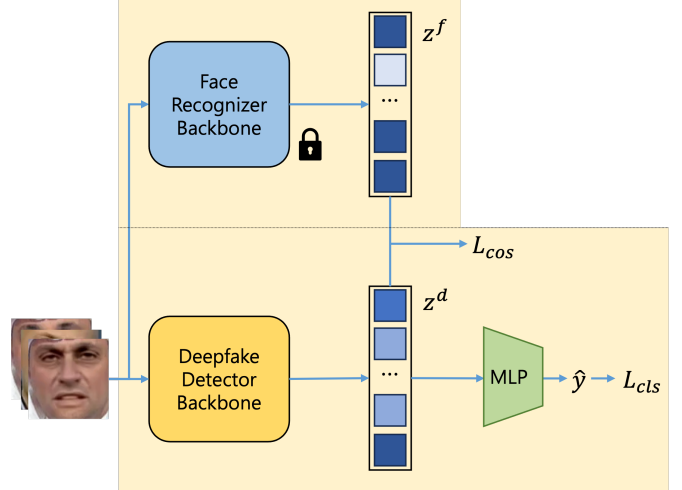 Face
Recognizer
Backbone
z^f
...
L_cos
Deepfake
Detector
Backbone
z^d
...
MLP
ŷ
L_cls